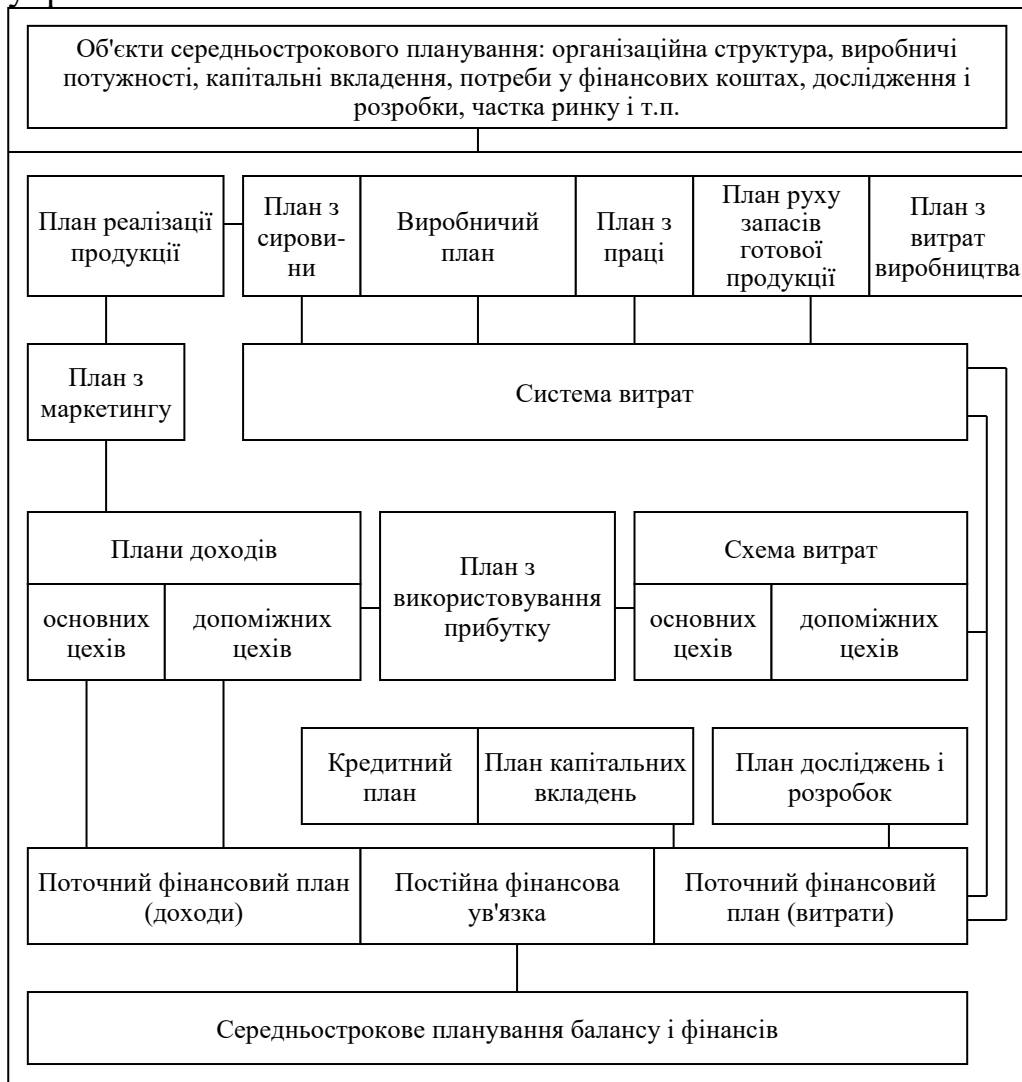 Об'єкти середньострокового планування: організаційна структура, виробничі
потужності, капітальні вкладення, потреби у фінансових коштах, дослідження і
розробки, частка ринку і т.п.
План реалізації
продукції
План з
сирови-
ни
Виробничий
план
План з
праці
План руху
запасів
готової
продукції
План з
витрат
виробництва
План з
маркетингу
Система витрат
Плани доходів
основних
цехів
допоміжних
цехів
План з
використовування
прибутку
Схема витрат
основних
цехів
допоміжних
цехів
Кредитний
план
План капітальних
вкладень
План досліджень і
розробок
Поточний фінансовий план
(доходи)
Постійна фінансова
ув'язка
Поточний фінансовий
план (витрати)
Середньострокове планування балансу і фінансів